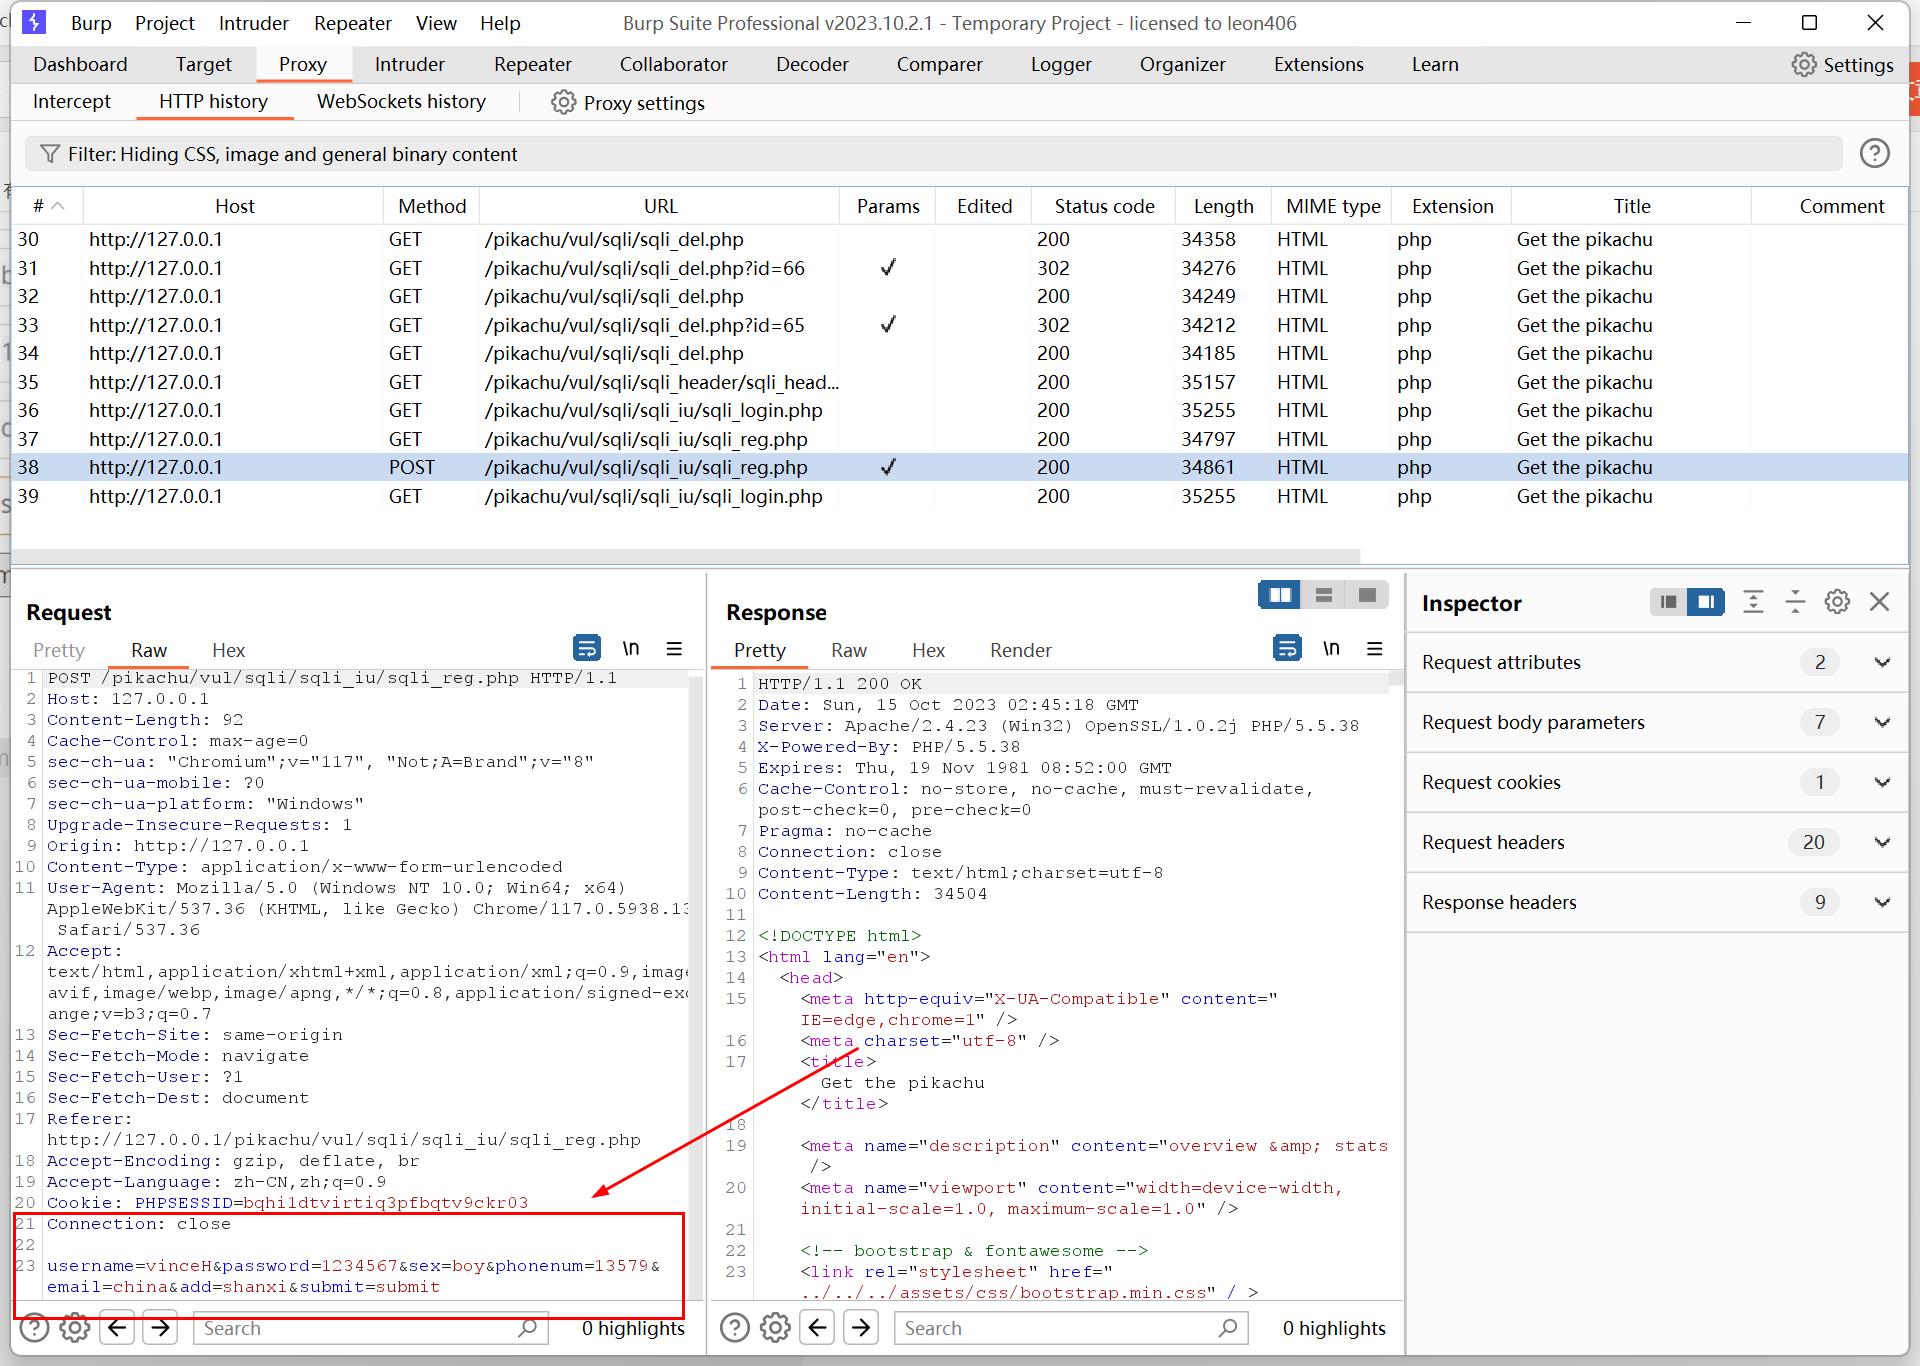 Burp Project Intruder Repeater View Help Burp Suite Professional v2023.10.2.1 - Temporary Project - licensed to leon406
Dashboard Target Proxy Intruder Repeater Collaborator Decoder Comparer Logger Organizer Extensions Learn Settings
Intercept HTTP history WebSockets history Proxy settings
Filter: Hiding CSS, image and general binary content
# Host Method URL Params Edited Status code Length MIME type Extension Title Comment
30 http://127.0.0.1 GET /pikachu/vul/sqli/sqli_del.php 200 34358 HTML php Get the pikachu
31 http://127.0.0.1 GET /pikachu/vul/sqli/sqli_del.php?id=66 ✓ 302 34276 HTML php Get the pikachu
32 http://127.0.0.1 GET /pikachu/vul/sqli/sqli_del.php 200 34249 HTML php Get the pikachu
33 http://127.0.0.1 GET /pikachu/vul/sqli/sqli_del.php?id=65 ✓ 302 34212 HTML php Get the pikachu
34 http://127.0.0.1 GET /pikachu/vul/sqli/sqli_del.php 200 34185 HTML php Get the pikachu
35 http://127.0.0.1 GET /pikachu/vul/sqli/sqli_header/sqli_head... 200 35157 HTML php Get the pikachu
36 http://127.0.0.1 GET /pikachu/vul/sqli/sqli_iu/sqli_login.php 200 35255 HTML php Get the pikachu
37 http://127.0.0.1 GET /pikachu/vul/sqli/sqli_iu/sqli_reg.php 200 34797 HTML php Get the pikachu
38 http://127.0.0.1 POST /pikachu/vul/sqli/sqli_iu/sqli_reg.php ✓ 200 34861 HTML php Get the pikachu
39 http://127.0.0.1 GET /pikachu/vul/sqli/sqli_iu/sqli_login.php 200 35255 HTML php Get the pikachu
Request
Pretty Raw Hex \n
1 POST /pikachu/vul/sqli/sqli_iu/sqli_reg.php HTTP/1.1
2 Host: 127.0.0.1
3 Content-Length: 92
4 Cache-Control: max-age=0
5 sec-ch-ua: "Chromium";v="117", "Not;A=Brand";v="8"
6 sec-ch-ua-mobile: ?0
7 sec-ch-ua-platform: "Windows"
8 Upgrade-Insecure-Requests: 1
9 Origin: http://127.0.0.1
10 Content-Type: application/x-www-form-urlencoded
11 User-Agent: Mozilla/5.0 (Windows NT 10.0; Win64; x64)
AppleWebKit/537.36 (KHTML, like Gecko) Chrome/117.0.5938.13
Safari/537.36
12 Accept:
text/html,application/xhtml+xml,application/xml;q=0.9,image
avif,image/webp,image/apng,*/*;q=0.8,application/signed-exc
ange;v=b3;q=0.7
13 Sec-Fetch-Site: same-origin
14 Sec-Fetch-Mode: navigate
15 Sec-Fetch-User: ?1
16 Sec-Fetch-Dest: document
17 Referer:
http://127.0.0.1/pikachu/vul/sqli/sqli_iu/sqli_reg.php
18 Accept-Encoding: gzip, deflate, br
19 Accept-Language: zh-CN,zh;q=0.9
20 Cookie: PHPSESSID=bqhi1dtvirtiq3pfbqtv9ckr03
21 Connection: close
22
23 username=vinceH&password=1234567&sex=boy&phonenum=13579&
email=china&add=shanxi&submit=submit
Search 0 highlights
Response
Pretty Raw Hex Render \n
1 HTTP/1.1 200 OK
2 Date: Sun, 15 Oct 2023 02:45:18 GMT
3 Server: Apache/2.4.23 (Win32) OpenSSL/1.0.2j PHP/5.5.38
4 X-Powered-By: PHP/5.5.38
5 Expires: Thu, 19 Nov 1981 08:52:00 GMT
6 Cache-Control: no-store, no-cache, must-revalidate,
post-check=0, pre-check=0
7 Pragma: no-cache
8 Connection: close
9 Content-Type: text/html;charset=utf-8
10 Content-Length: 34504
11
12 <!DOCTYPE html>
13 <html lang="en">
14 <head>
15 <meta http-equiv="X-UA-Compatible" content="
IE=edge,chrome=1" />
16 <meta charset="utf-8" />
17 <title>
Get the pikachu
</title>
18
19 <meta name="description" content="overview &amp; stats
/>
20 <meta name="viewport" content="width=device-width,
initial-scale=1.0, maximum-scale=1.0" />
21
22 <!-- bootstrap & fontawesome -->
23 <link rel="stylesheet" href="
../../../assets/css/bootstrap.min.css" / >
Search 0 highlights
Inspector
Request attributes 2
Request body parameters 7
Request cookies 1
Request headers 20
Response headers 9